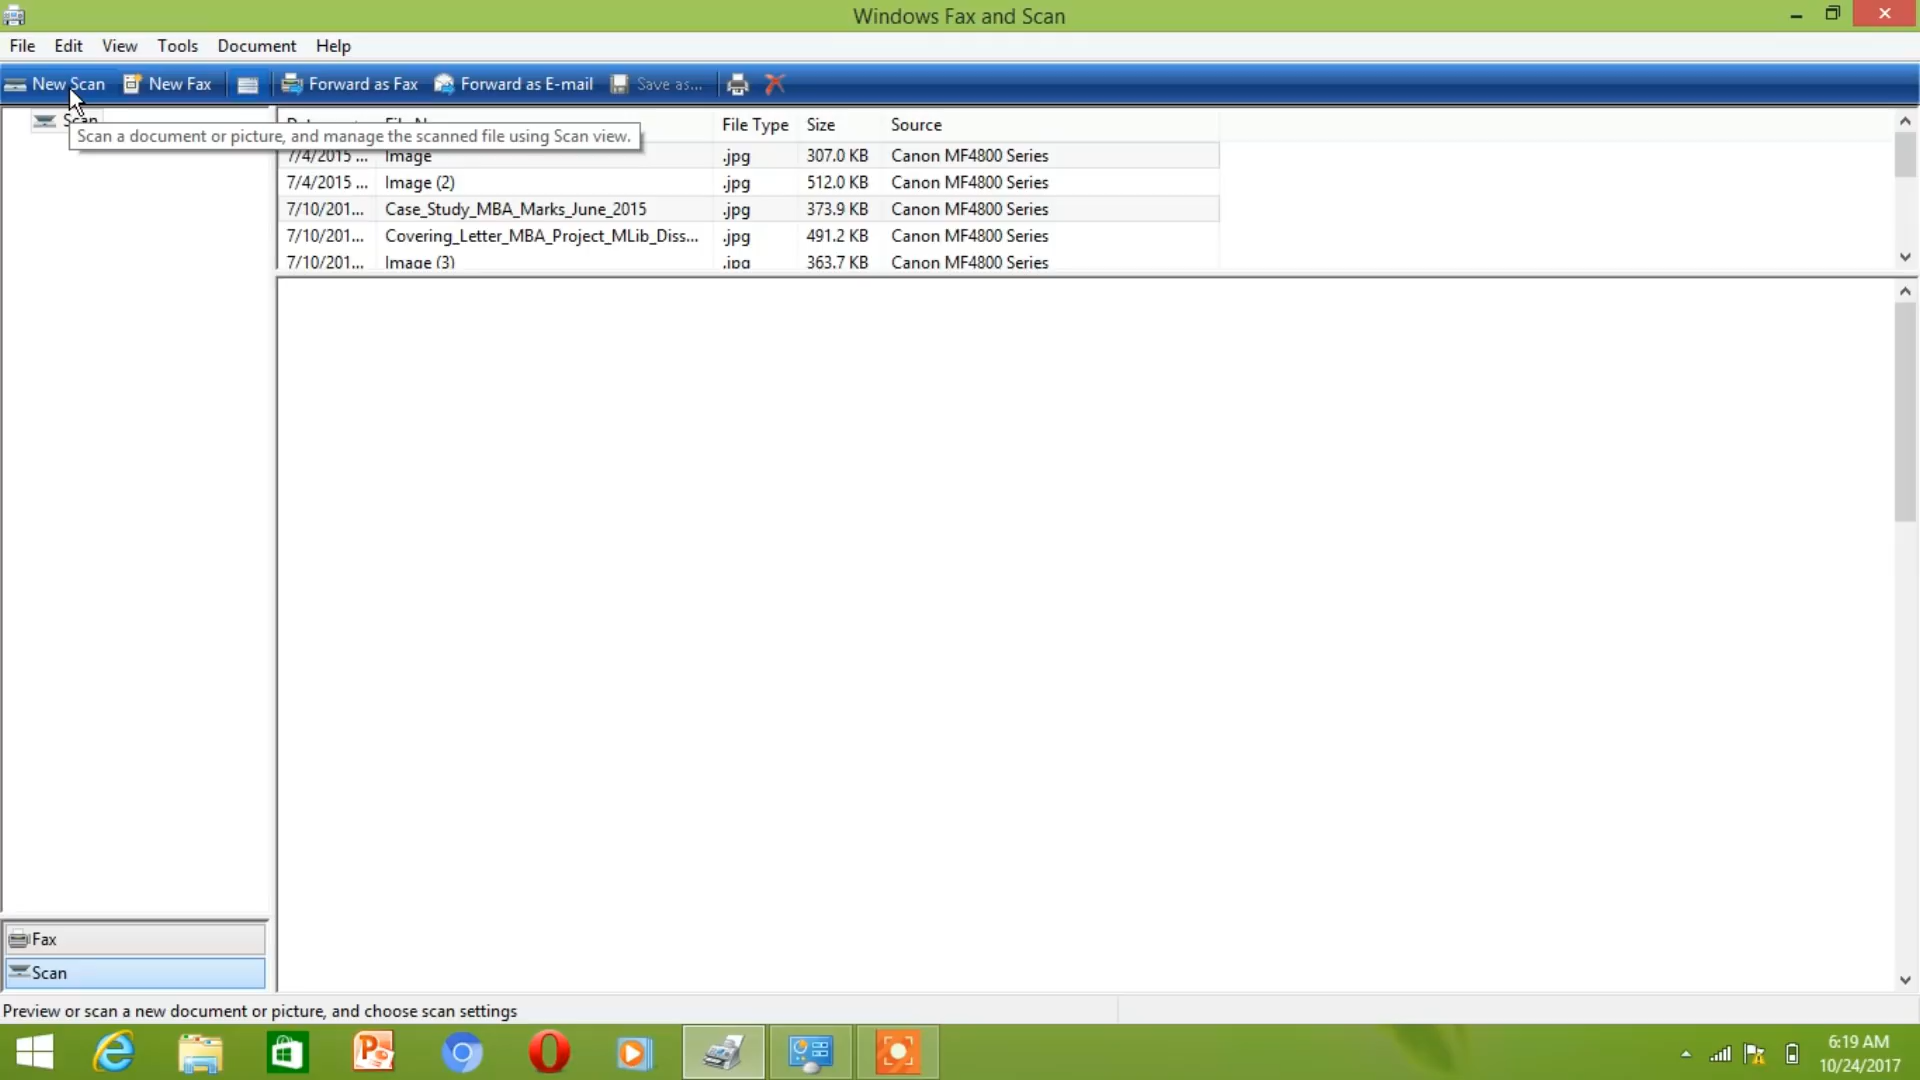 Windows Fax and Scan
File Edit View Tools Document Help
New Scan New Fax Forward as Fax Forward as E-mail Save as...
Scan
Scan a document or picture, and manage the scanned file using Scan view.
File Type Size Source
7/4/2015 ... Image .jpg 307.0 KB Canon MF4800 Series
7/4/2015 ... Image (2) .jpg 512.0 KB Canon MF4800 Series
7/10/201... Case_Study_MBA_Marks_June_2015 .jpg 373.9 KB Canon MF4800 Series
7/10/201... Covering_Letter_MBA_Project_MLib_Diss... .jpg 491.2 KB Canon MF4800 Series
7/10/201... Image (3) .jpg 363.7 KB Canon MF4800 Series
Fax
Scan
Preview or scan a new document or picture, and choose scan settings
6:19 AM
10/24/2017